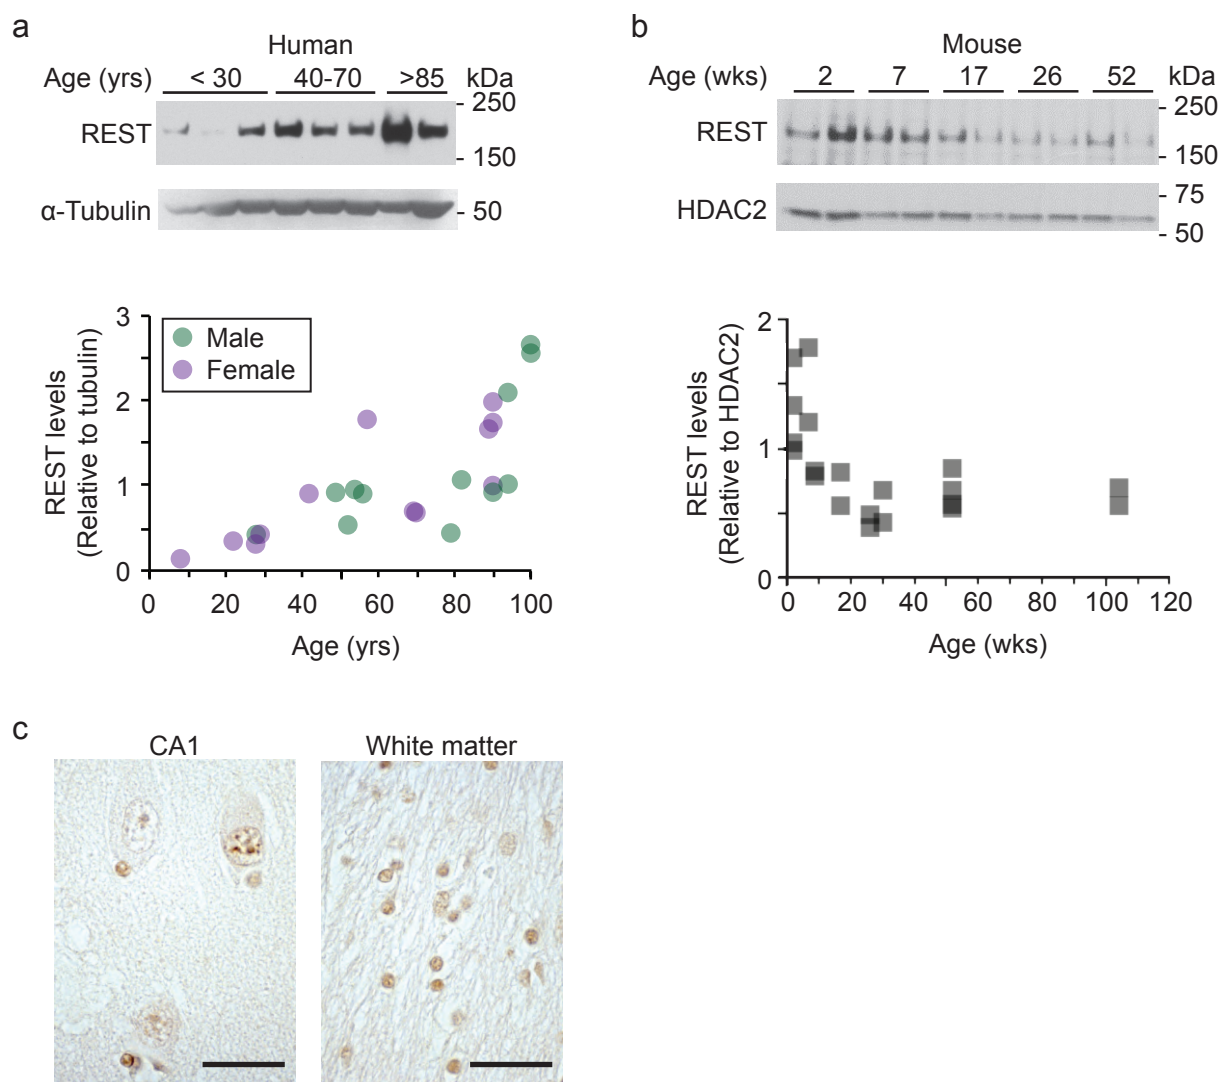 a
Human
Age (yrs) < 30 40-70 >85 kDa
REST
250
150
α-Tubulin
50
REST levels
(Relative to tubulin)
3
2
1
0
Male
Female
0 20 40 60 80 100
Age (yrs)
b
Mouse
Age (wks) 2 7 17 26 52 kDa
REST
250
150
HDAC2
75
50
REST levels
(Relative to HDAC2)
2
1
0
0 20 40 60 80 100 120
Age (wks)
c
CA1
White matter